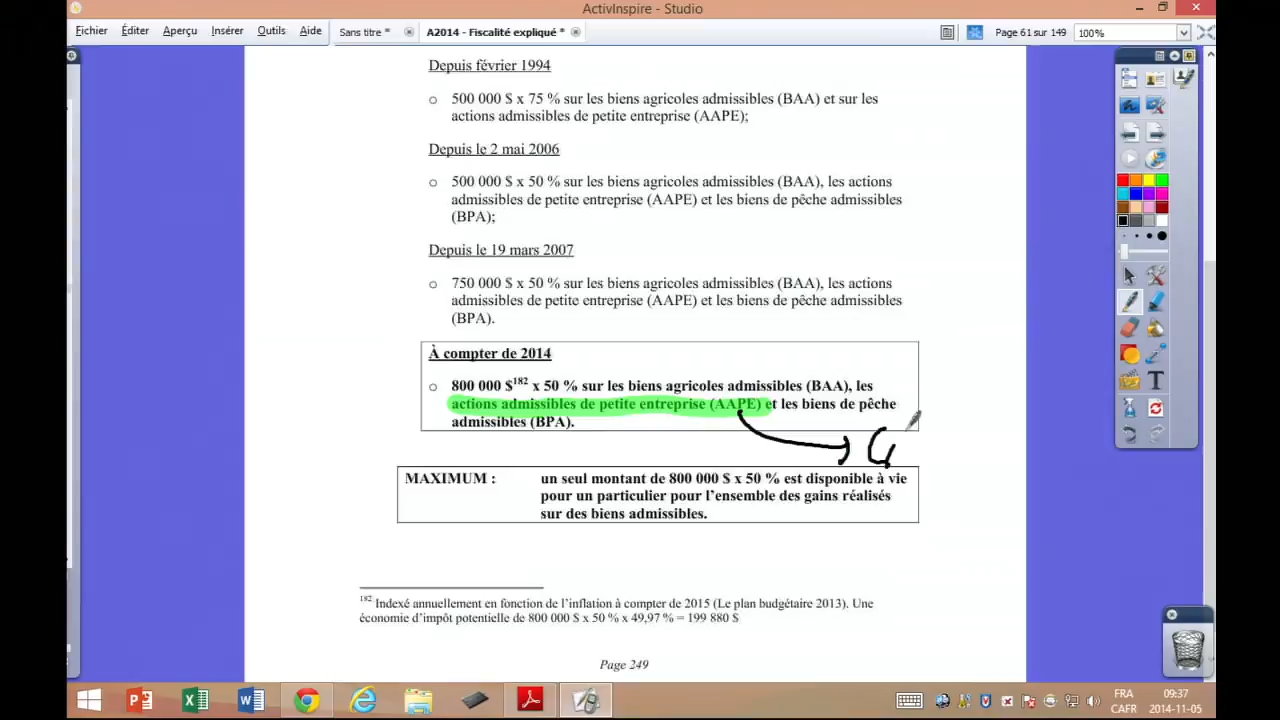 ActivInspire - Studio
Fichier Éditer Aperçu Insérer Outils Aide Sans titre * A2014 - Fiscalité expliqué * Page 61 sur 149 100%
Depuis février 1994
o 500 000 $ x 75 % sur les biens agricoles admissibles (BAA) et sur les
actions admissibles de petite entreprise (AAPE);
Depuis le 2 mai 2006
o 500 000 $ x 50 % sur les biens agricoles admissibles (BAA), les actions
admissibles de petite entreprise (AAPE) et les biens de pêche admissibles
(BPA);
Depuis le 19 mars 2007
o 750 000 $ x 50 % sur les biens agricoles admissibles (BAA), les actions
admissibles de petite entreprise (AAPE) et les biens de pêche admissibles
(BPA).
À compter de 2014
o 800 000 $182 x 50 % sur les biens agricoles admissibles (BAA), les
actions admissibles de petite entreprise (AAPE) et les biens de pêche
admissibles (BPA).
MAXIMUM : un seul montant de 800 000 $ x 50 % est disponible à vie
pour un particulier pour l'ensemble des gains réalisés
sur des biens admissibles.
182 Indexé annuellement en fonction de l'inflation à compter de 2015 (Le plan budgétaire 2013). Une
économie d'impôt potentielle de 800 000 $ x 50 % x 49,97 % = 199 880 $
Page 249
FRA 09:37
CAFR 2014-11-05